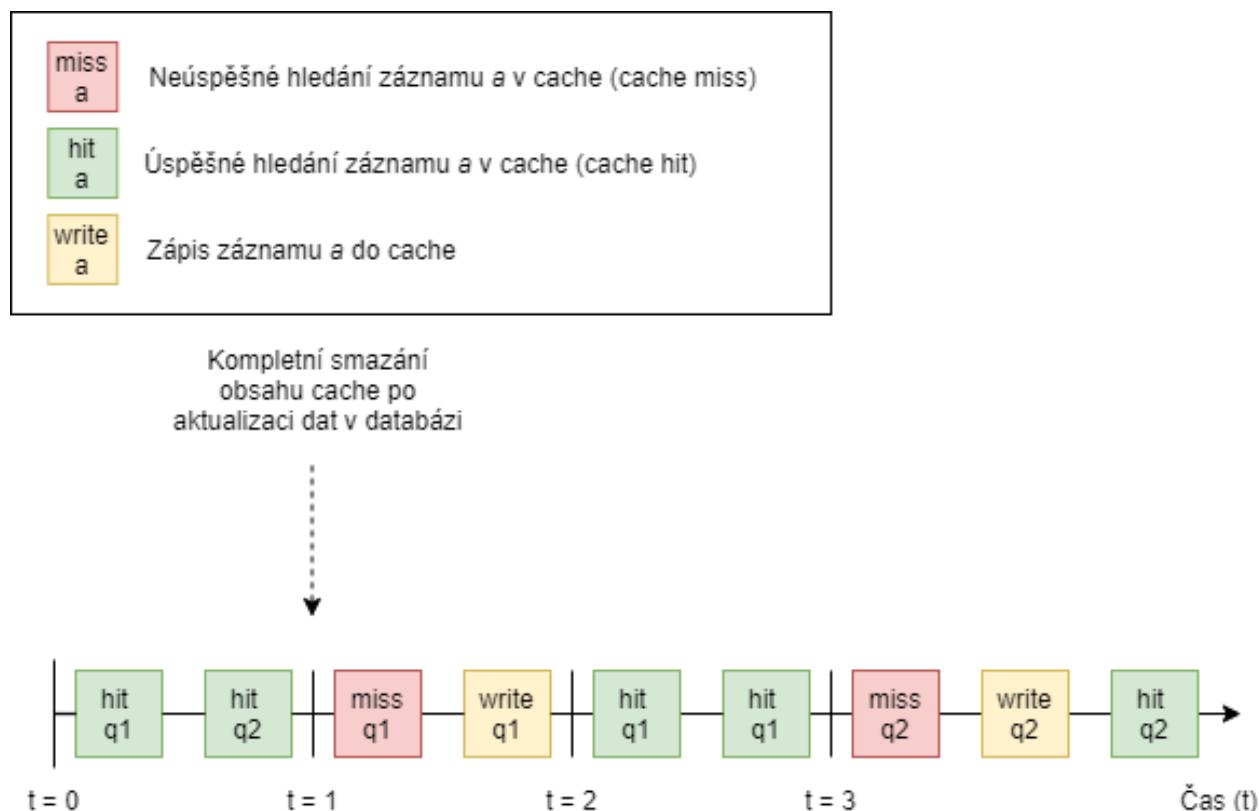 miss
a
Neúspěšné hledání záznamu a v cache (cache miss)
hit
a
Úspěšné hledání záznamu a v cache (cache hit)
write
a
Zápis záznamu a do cache
Kompletní smazání
obsahu cache po
aktualizaci dat v databázi
hit
q1
hit
q2
miss
q1
write
q1
hit
q1
hit
q1
miss
q2
write
q2
hit
q2
t = 0
t = 1
t = 2
t = 3
Čas (t)